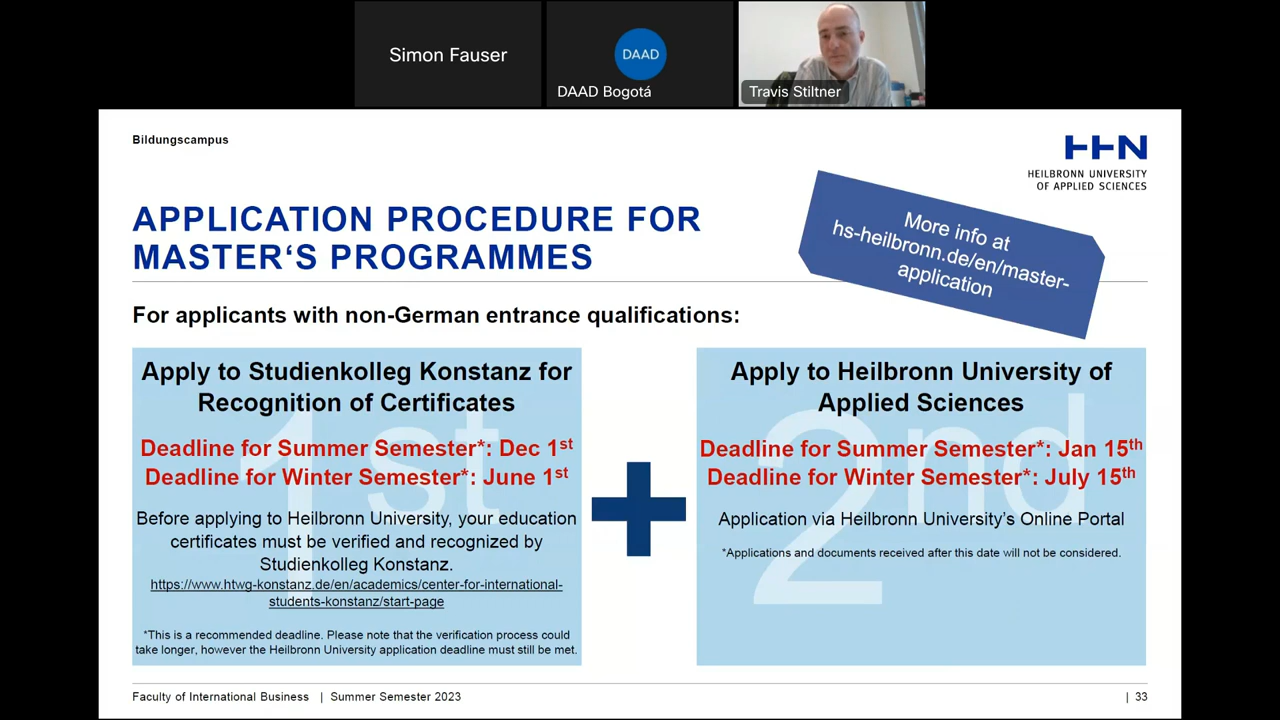 Simon Fauser
DAAD
DAAD Bogotá
Travis Stiltner
Bildungscampus
HHN
HEILBRONN UNIVERSITY
OF APPLIED SCIENCES
APPLICATION PROCEDURE FOR
MASTER‘S PROGRAMMES
More info at
hs-heilbronn.de/en/master-
application
For applicants with non-German entrance qualifications:
1st
Apply to Studienkolleg Konstanz for
Recognition of Certificates
Deadline for Summer Semester*: Dec 1st
Deadline for Winter Semester*: June 1st
Before applying to Heilbronn University, your education
certificates must be verified and recognized by
Studienkolleg Konstanz.
https://www.htwg-konstanz.de/en/academics/center-for-international-
students-konstanz/start-page
*This is a recommended deadline. Please note that the verification process could
take longer, however the Heilbronn University application deadline must still be met.
+
2nd
Apply to Heilbronn University of
Applied Sciences
Deadline for Summer Semester*: Jan 15th
Deadline for Winter Semester*: July 15th
Application via Heilbronn University’s Online Portal
*Applications and documents received after this date will not be considered.
Faculty of International Business | Summer Semester 2023
| 33